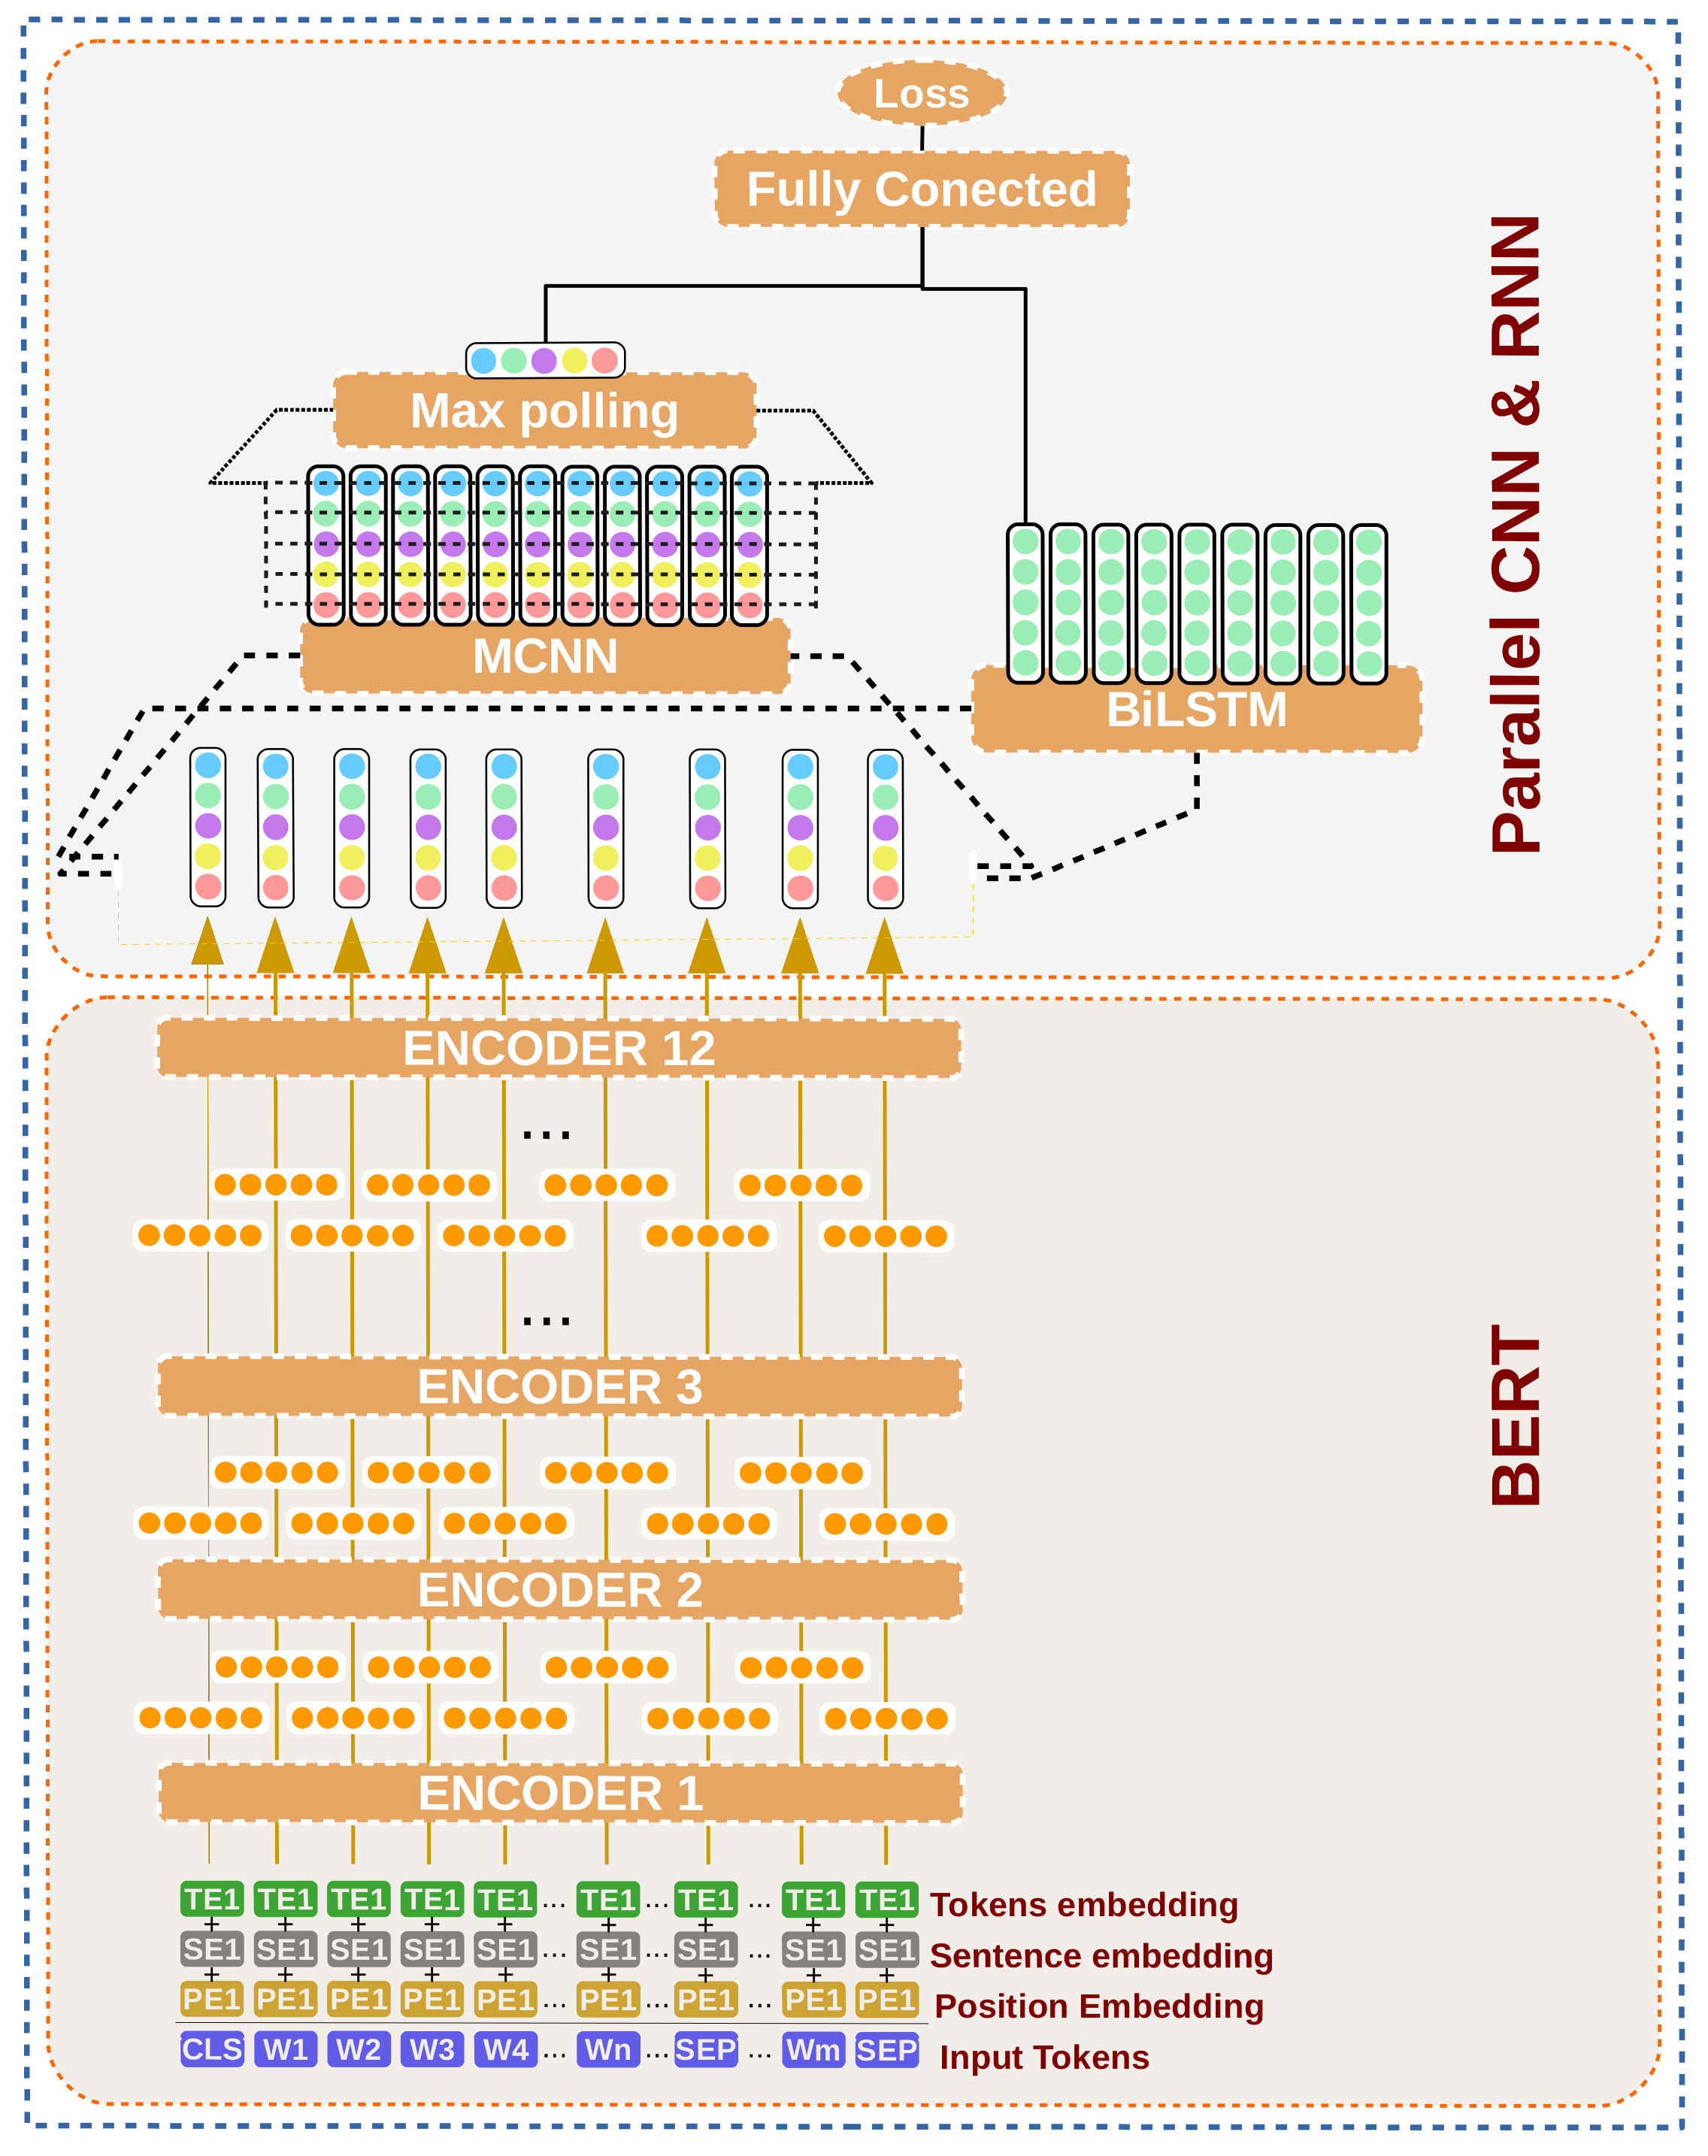 Loss
Fully Conected
Max polling
MCNN
BiLSTM
Parallel CNN & RNN
ENCODER 12
...
...
ENCODER 3
ENCODER 2
ENCODER 1
BERT
TE1 TE1 TE1 TE1 TE1 ... TE1 ... TE1 ... TE1 TE1 Tokens embedding
+ + + + + + + + +
SE1 SE1 SE1 SE1 SE1 ... SE1 ... SE1 ... SE1 SE1 Sentence embedding
+ + + + + + + + +
PE1 PE1 PE1 PE1 PE1 ... PE1 ... PE1 ... PE1 PE1 Position Embedding
CLS W1 W2 W3 W4 ... Wn ... SEP ... Wm SEP Input Tokens